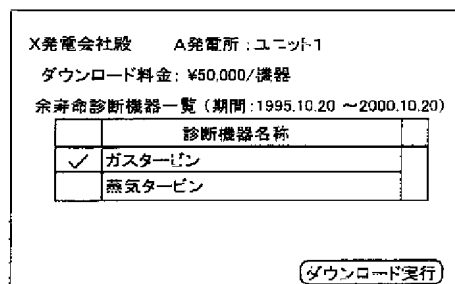 X発電会社殿 A発電所：ユニット1
ダウンロード料金：¥50,000/機器
余寿命診断機器一覧（期間：1995.10.20 ～2000.10.20）
診断機器名称
✓ ガスタービン
蒸気タービン
ダウンロード実行